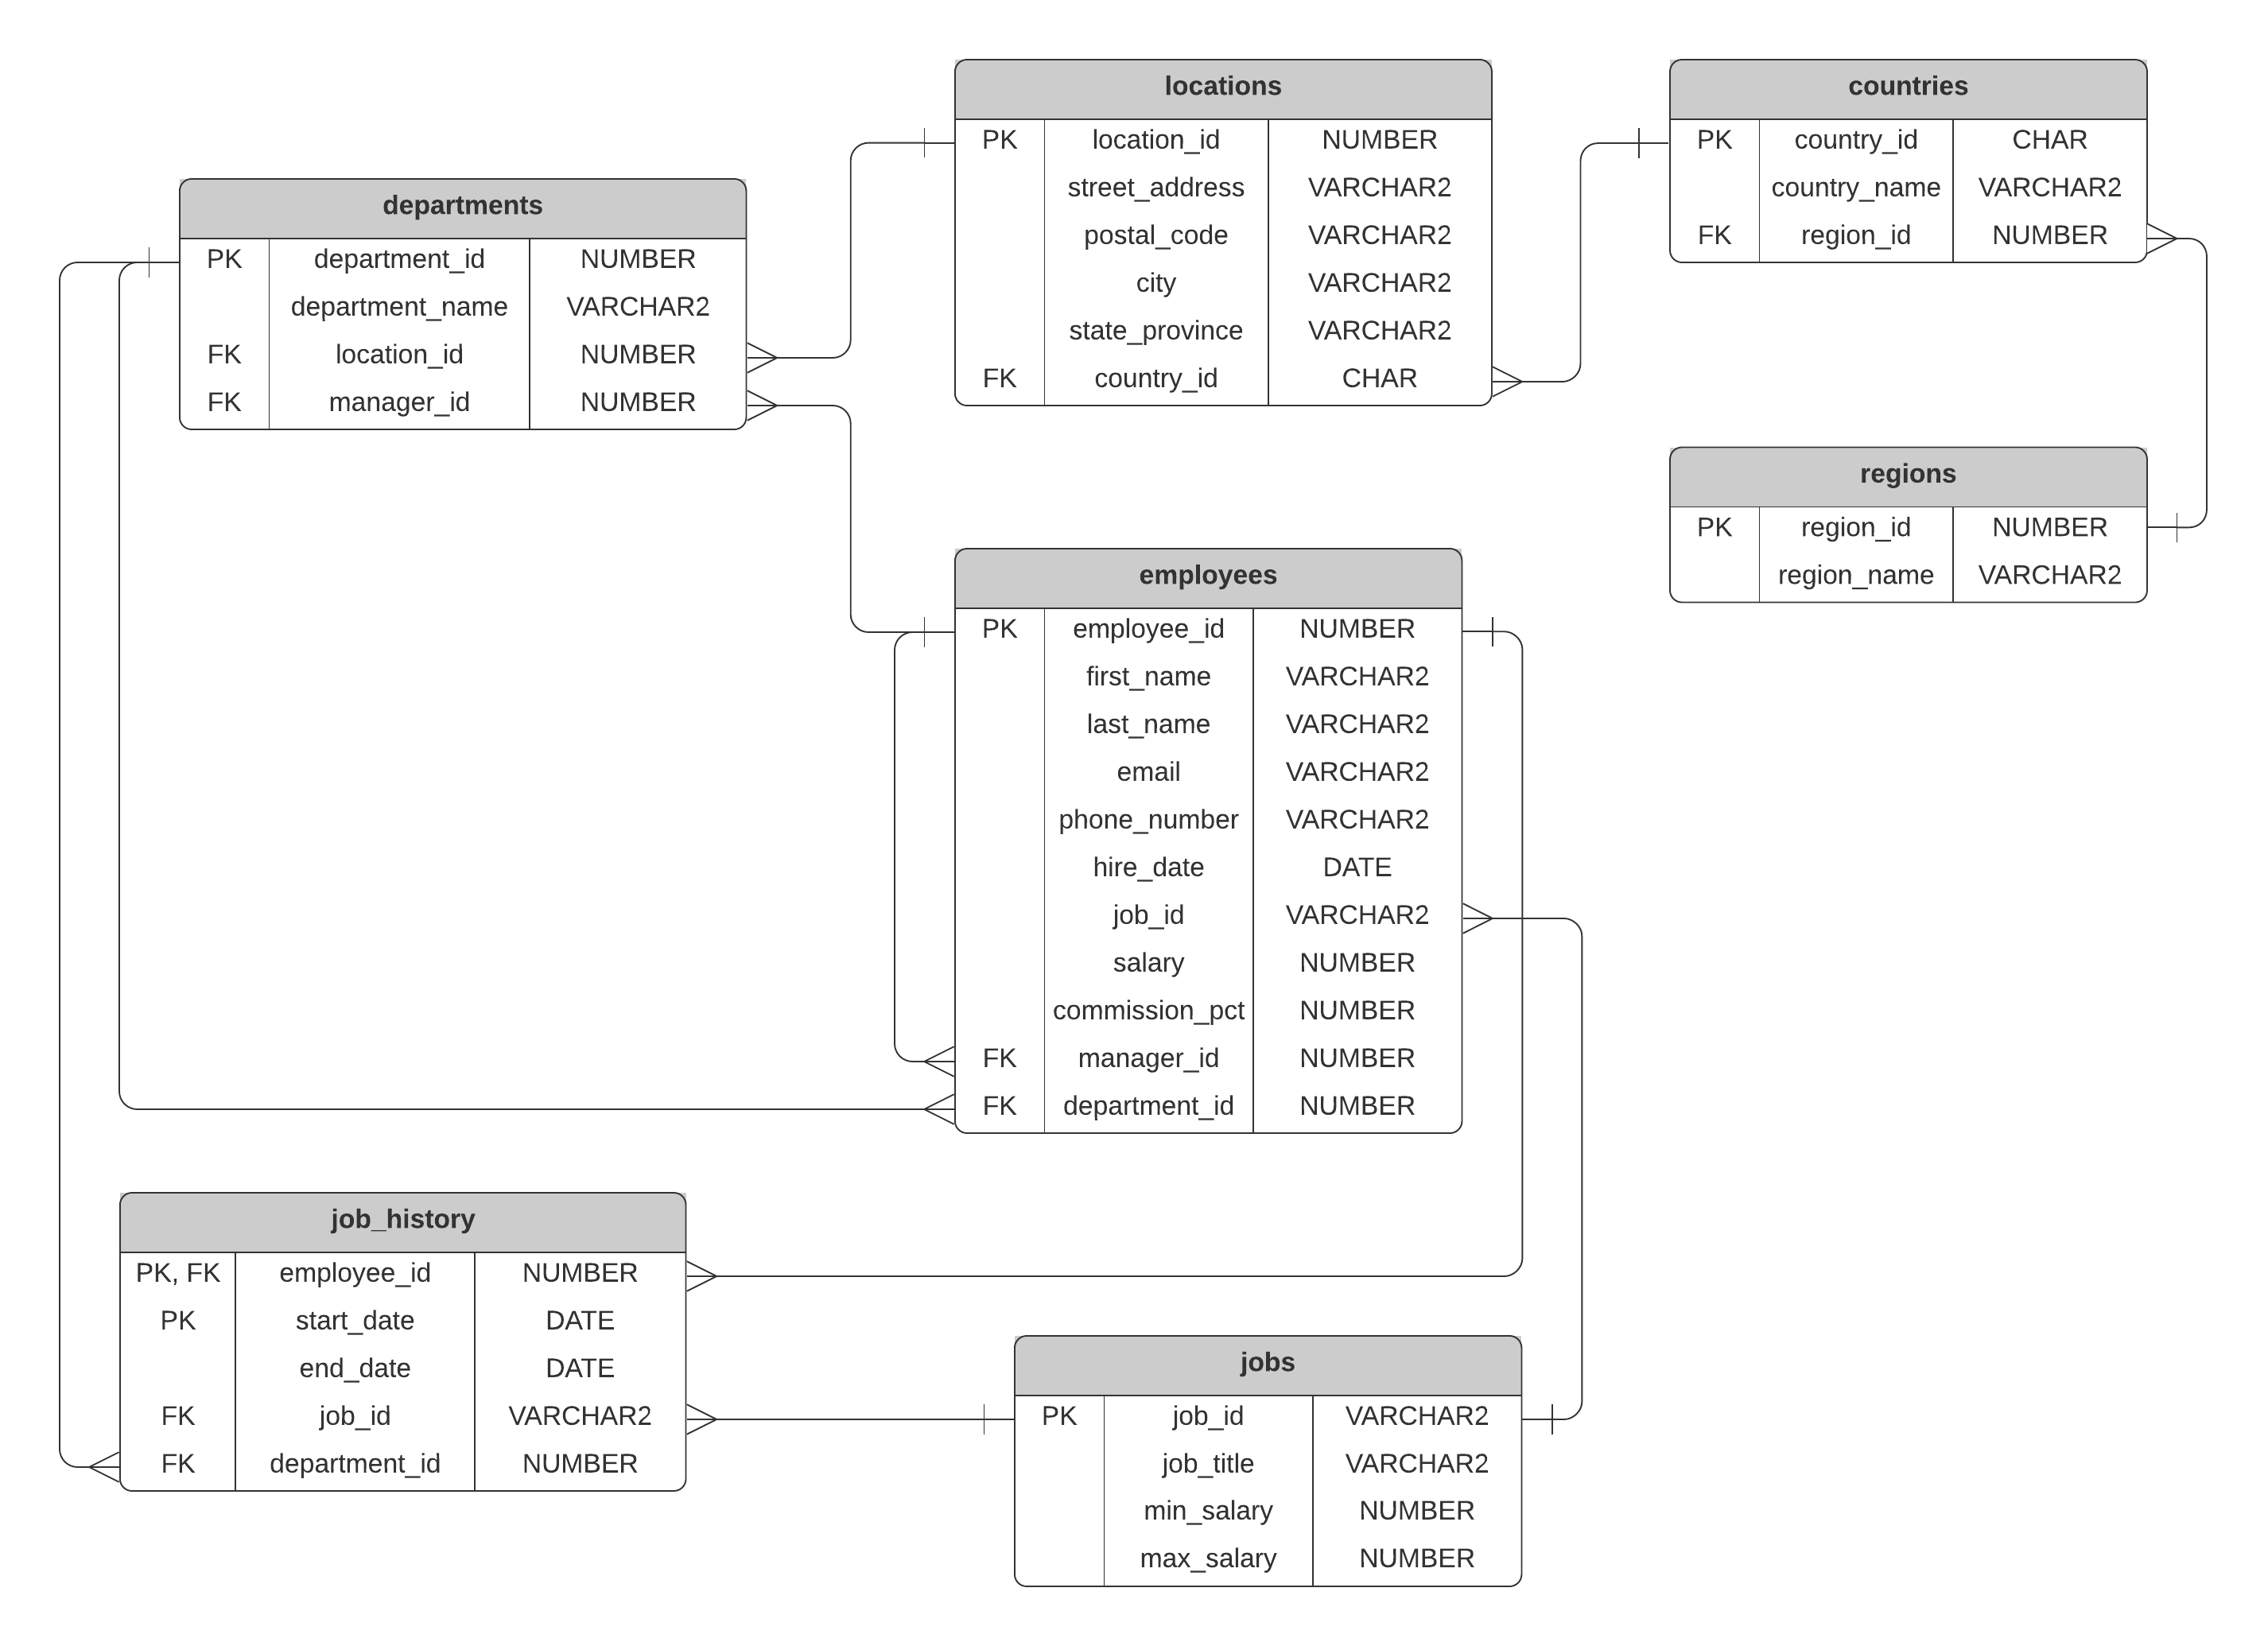 departments
PK department_id NUMBER
department_name VARCHAR2
FK location_id NUMBER
FK manager_id NUMBER
locations
PK location_id NUMBER
street_address VARCHAR2
postal_code VARCHAR2
city VARCHAR2
state_province VARCHAR2
FK country_id CHAR
countries
PK country_id CHAR
country_name VARCHAR2
FK region_id NUMBER
regions
PK region_id NUMBER
region_name VARCHAR2
employees
PK employee_id NUMBER
first_name VARCHAR2
last_name VARCHAR2
email VARCHAR2
phone_number VARCHAR2
hire_date DATE
job_id VARCHAR2
salary NUMBER
commission_pct NUMBER
FK manager_id NUMBER
FK department_id NUMBER
job_history
PK, FK employee_id NUMBER
PK start_date DATE
end_date DATE
FK job_id VARCHAR2
FK department_id NUMBER
jobs
PK job_id VARCHAR2
job_title VARCHAR2
min_salary NUMBER
max_salary NUMBER